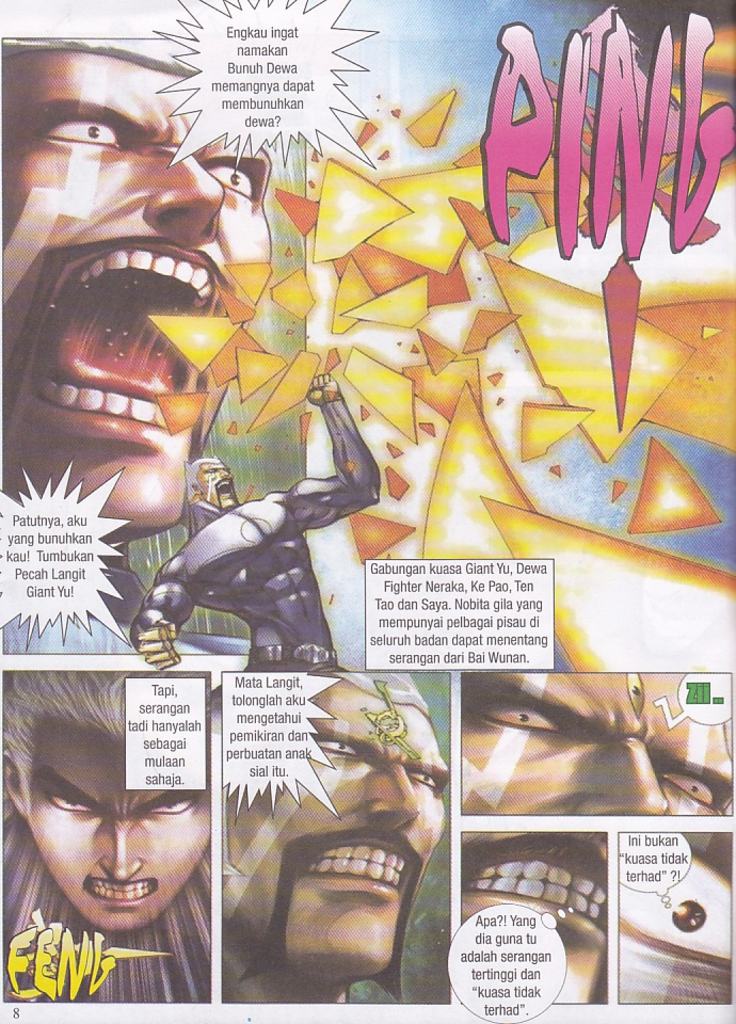 Engkau ingat
namakan
Bunuh Dewa
memangnya dapat
membunuhkan
dewa?
PING
Patutnya, aku
yang bunuhkan
kau! Tumbukan
Pecah Langit
Giant Yu!
Gabungan kuasa Giant Yu, Dewa
Fighter Neraka, Ke Pao, Ten
Tao dan Saya. Nobita gila yang
mempunyai pelbagai pisau di
seluruh badan dapat menentang
serangan dari Bai Wunan.
Tapi,
serangan
tadi hanyalah
sebagai
mulaan
sahaja.
FENG
Mata Langit,
tolonglah aku
mengetahui
pemikiran dan
perbuatan anak
sial itu.
ZII..
Apa?! Yang
dia guna tu
adalah serangan
tertinggi dan
“kuasa tidak
terhad”.
Ini bukan
“kuasa tidak
terhad” ?!
8